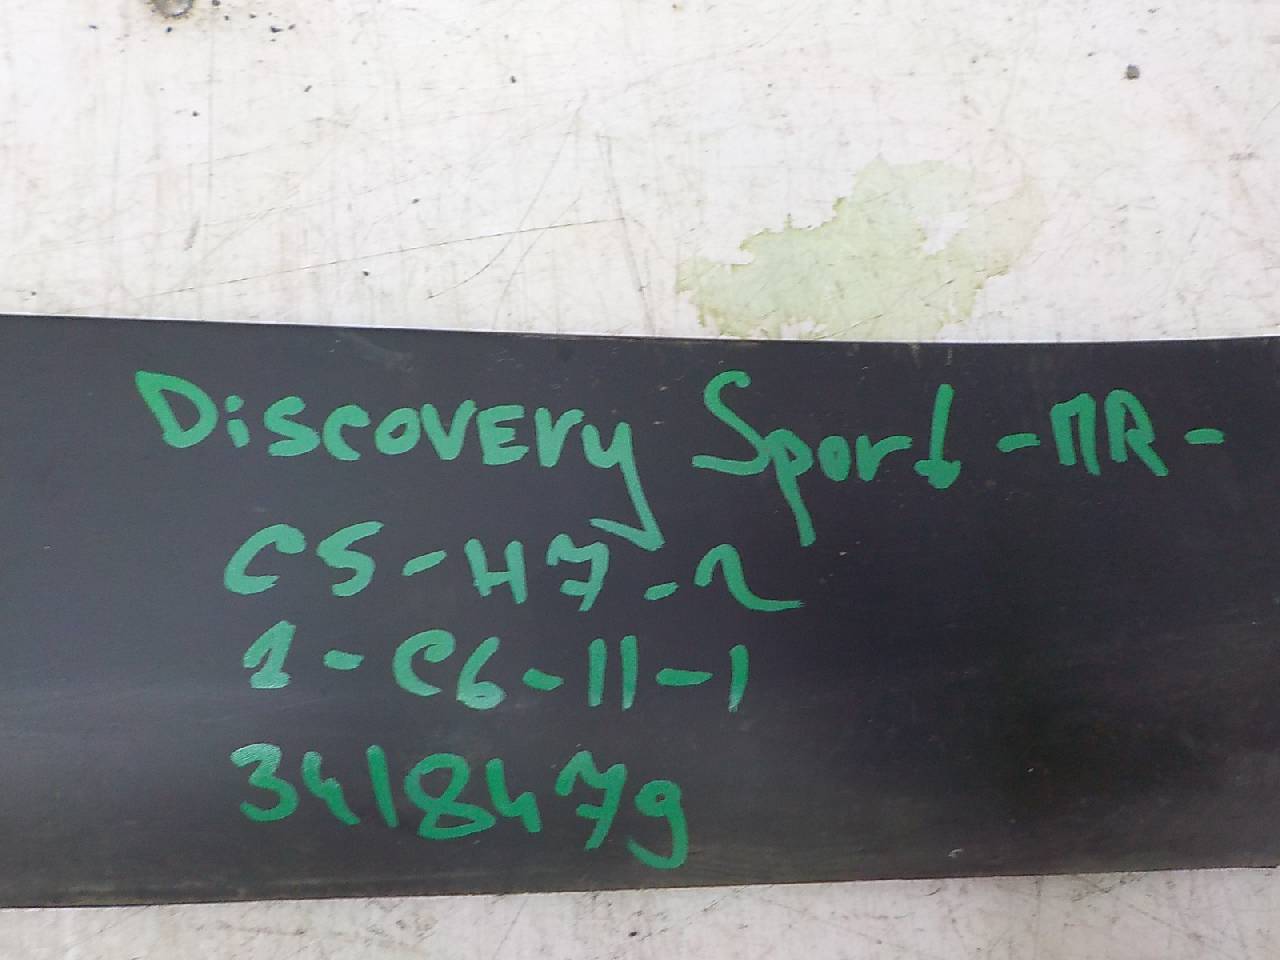 Discovery Sport - ПR -
C5-H7-2
1-C6-11-1
3418479